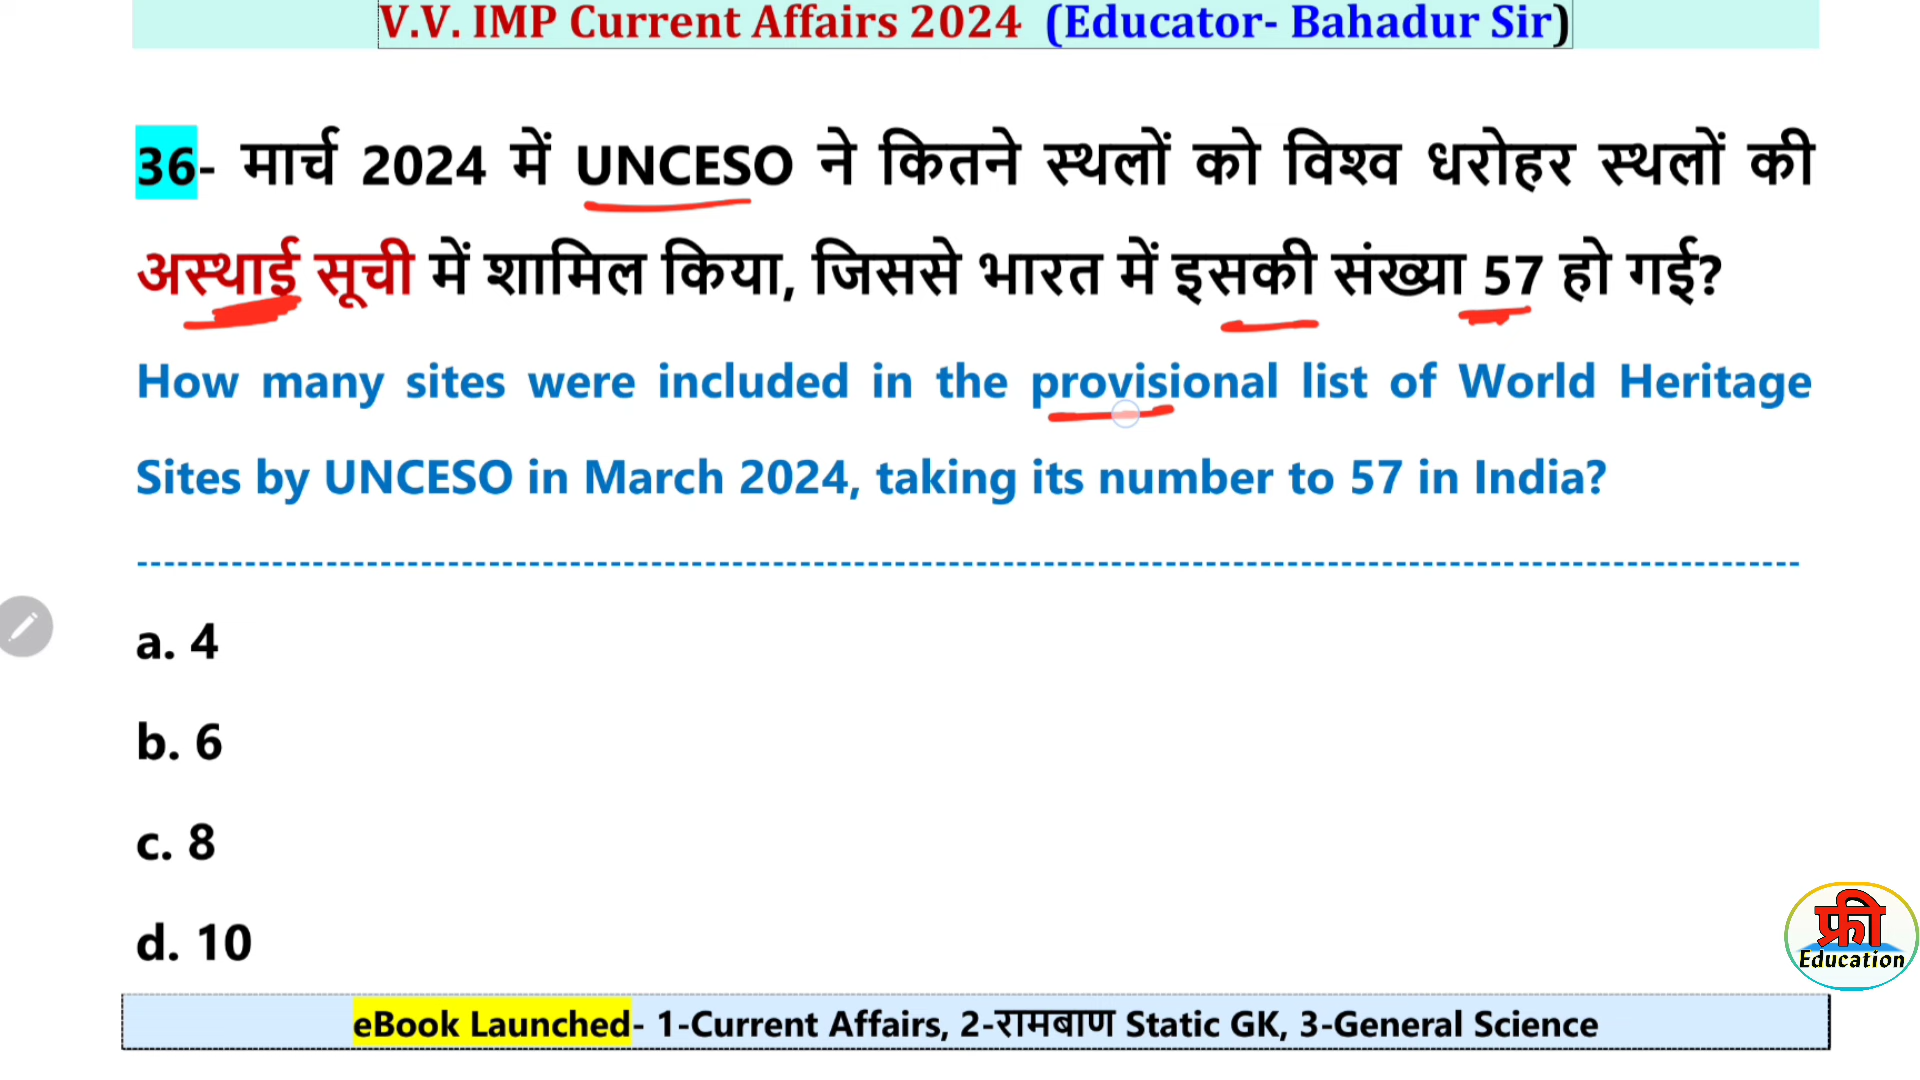 V.V. IMP Current Affairs 2024 (Educator- Bahadur Sir)
36- मार्च 2024 में UNCESO ने कितने स्थलों को विश्व धरोहर स्थलों की
अस्थाई सूची में शामिल किया, जिससे भारत में इसकी संख्या 57 हो गई?
How many sites were included in the provisional list of World Heritage
Sites by UNCESO in March 2024, taking its number to 57 in India?
a. 4
b. 6
c. 8
d. 10
फ्री
Education
eBook Launched- 1-Current Affairs, 2-रामबाण Static GK, 3-General Science